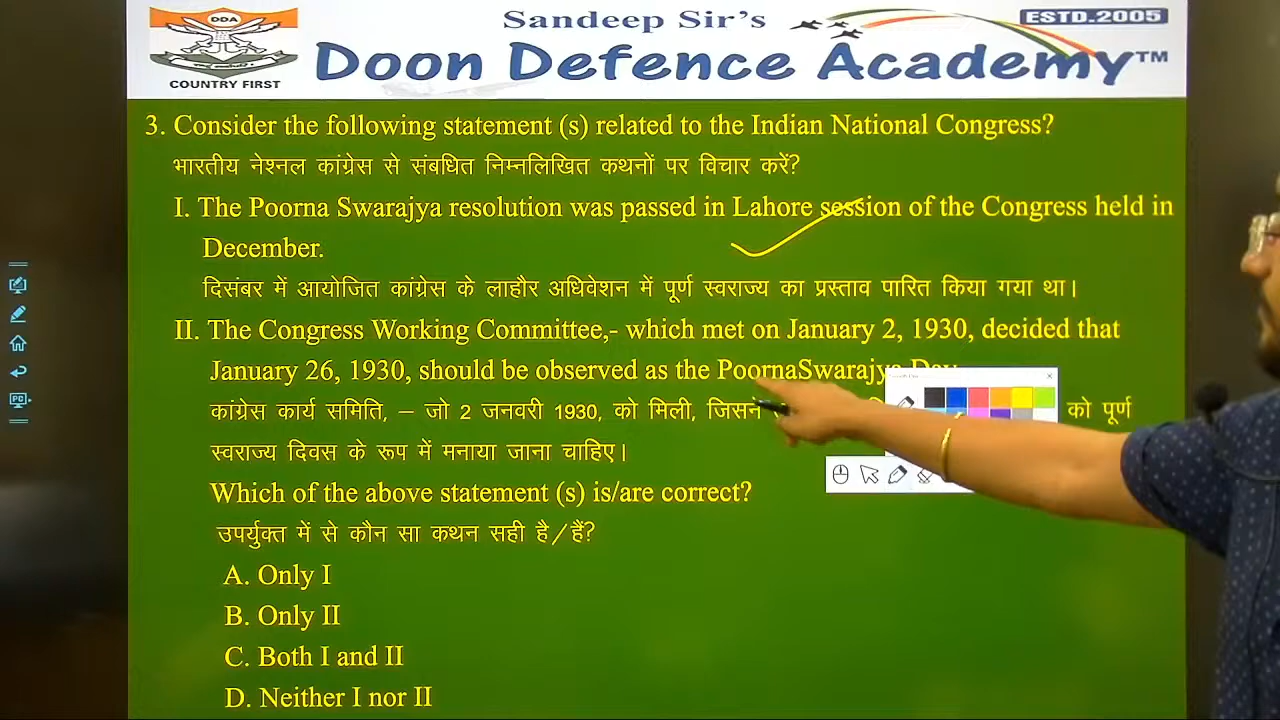 DDA
COUNTRY FIRST
Sandeep Sir's
ESTD.2005
Doon Defence Academy™
3. Consider the following statement (s) related to the Indian National Congress?
भारतीय नेश्नल कांग्रेस से संबधित निम्नलिखित कथनों पर विचार करें?
I. The Poorna Swarajya resolution was passed in Lahore session of the Congress held in
December.
दिसंबर में आयोजित कांग्रेस के लाहौर अधिवेशन में पूर्ण स्वराज्य का प्रस्ताव पारित किया गया था।
II. The Congress Working Committee,- which met on January 2, 1930, decided that
January 26, 1930, should be observed as the PoornaSwarajya Day.
कांग्रेस कार्य समिति, – जो 2 जनवरी 1930, को मिली, जिसने को पूर्ण
स्वराज्य दिवस के रूप में मनाया जाना चाहिए।
Which of the above statement (s) is/are correct?
उपर्युक्त में से कौन सा कथन सही है/हैं?
A. Only I
B. Only II
C. Both I and II
D. Neither I nor II